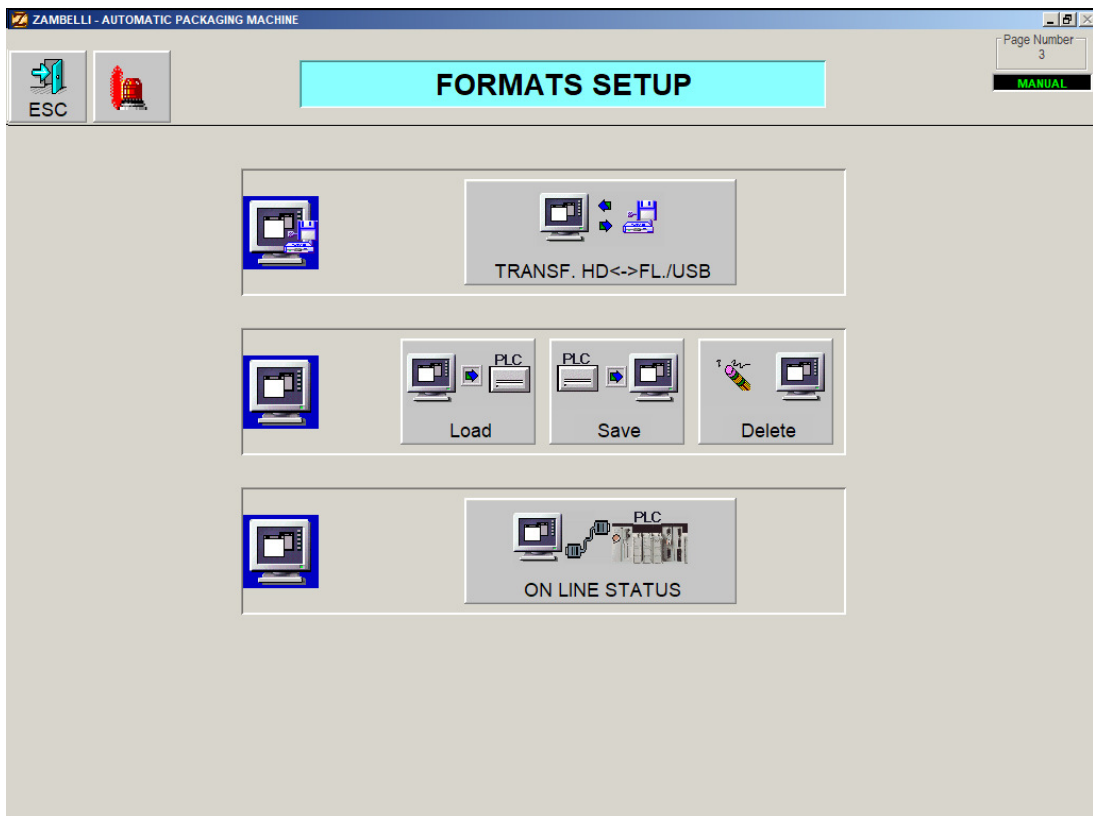 ZAMBELLI - AUTOMATIC PACKAGING MACHINE
Page Number
3
ESC
FORMATS SETUP
MANUAL
TRANSF. HD<->FL./USB
PLC
PLC
Load
Save
Delete
PLC
ON LINE STATUS